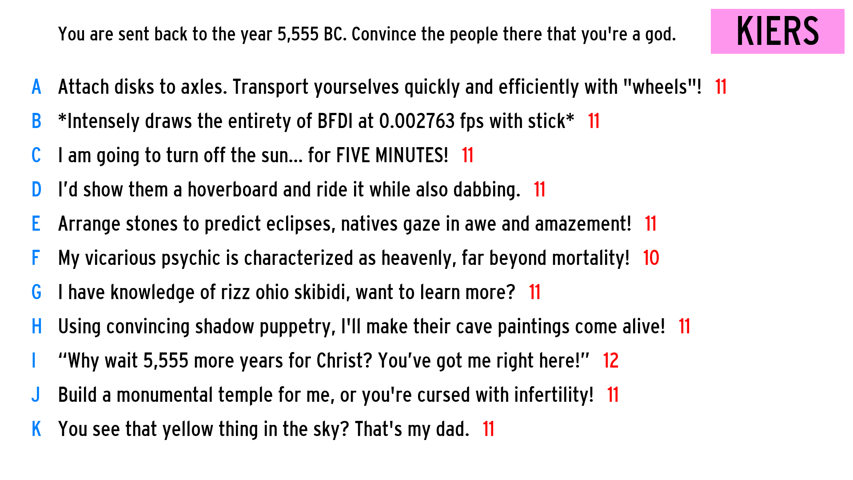 You are sent back to the year 5,555 BC. Convince the people there that you're a god.
KIERS
A Attach disks to axles. Transport yourselves quickly and efficiently with "wheels"! 11
B *Intensely draws the entirety of BFDI at 0.002763 fps with stick* 11
C I am going to turn off the sun... for FIVE MINUTES! 11
D I’d show them a hoverboard and ride it while also dabbing. 11
E Arrange stones to predict eclipses, natives gaze in awe and amazement! 11
F My vicarious psychic is characterized as heavenly, far beyond mortality! 10
G I have knowledge of rizz ohio skibidi, want to learn more? 11
H Using convincing shadow puppetry, I'll make their cave paintings come alive! 11
I “Why wait 5,555 more years for Christ? You’ve got me right here!” 12
J Build a monumental temple for me, or you're cursed with infertility! 11
K You see that yellow thing in the sky? That's my dad. 11